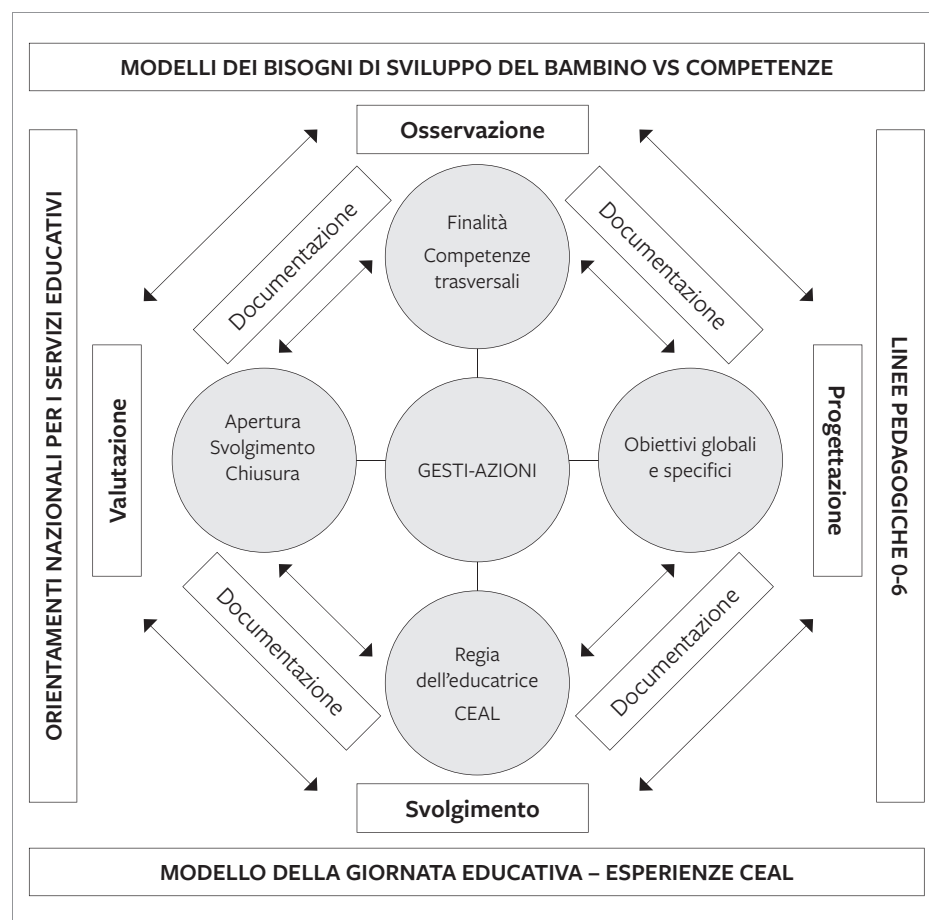 MODELLI DEI BISOGNI DI SVILUPPO DEL BAMBINO VS COMPETENZE
Osservazione
ORIENTAMENTI NAZIONALI PER I SERVIZI EDUCATIVI
LINEE PEDAGOGICHE 0-6
Documentazione
Documentazione
Finalità
Competenze
trasversali
Valutazione
Apertura
Svolgimento
Chiusura
GESTI-AZIONI
Obiettivi globali
e specifici
Progettazione
Documentazione
Documentazione
Regia
dell’educatrice
CEAL
Svolgimento
MODELLO DELLA GIORNATA EDUCATIVA – ESPERIENZE CEAL